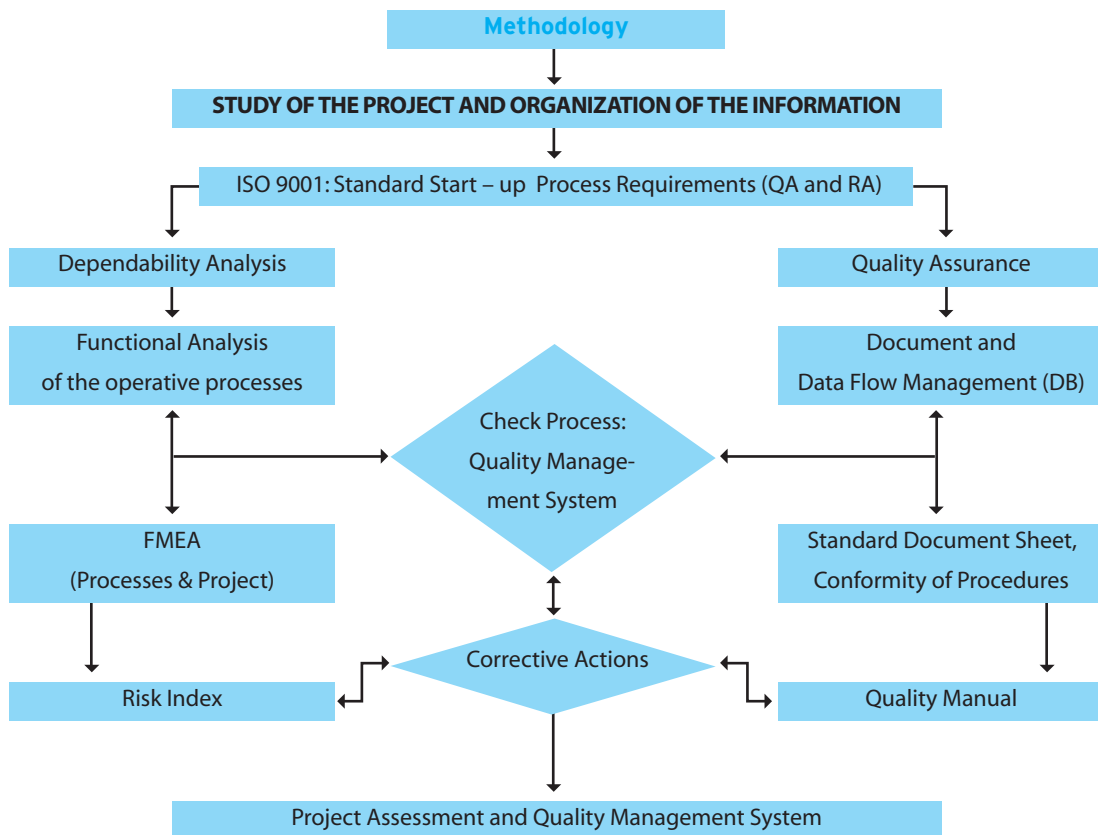 Methodology
STUDY OF THE PROJECT AND ORGANIZATION OF THE INFORMATION
ISO 9001: Standard Start – up Process Requirements (QA and RA)
Dependability Analysis
Quality Assurance
Functional Analysis
of the operative processes
Document and
Data Flow Management (DB)
Check Process:
Quality Manage-
ment System
FMEA
(Processes & Project)
Standard Document Sheet,
Conformity of Procedures
Corrective Actions
Risk Index
Quality Manual
Project Assessment and Quality Management System